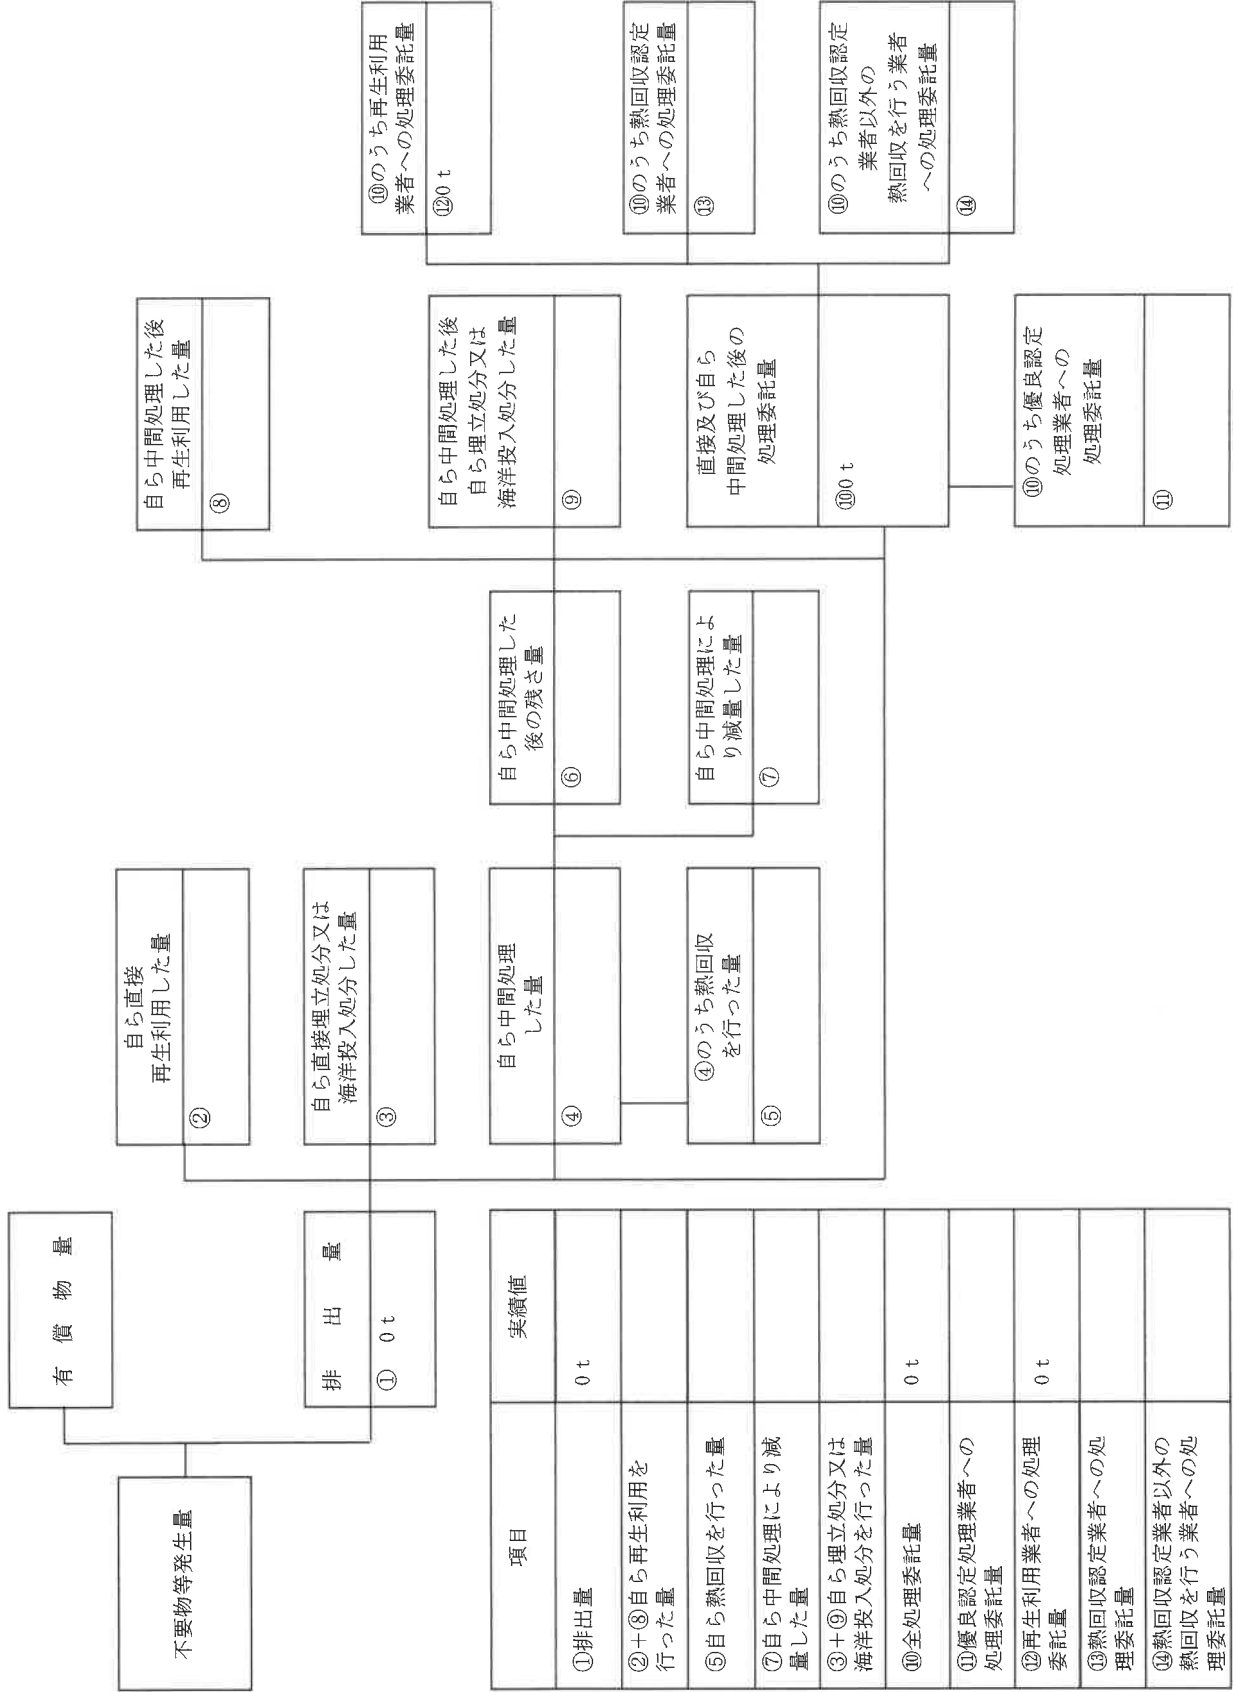 不要物等発生量
有償物量
排出量
① 0ｔ
自ら直接
再生利用した量
②
自ら直接埋立処分又は
海洋投入処分した量
③
自ら中間処理
した量
④
④のうち熱回収
を行った量
⑤
自ら中間処理した
後の残さ量
⑥
自ら中間処理によ
り減量した量
⑦
自ら中間処理した後
再生利用した量
⑧
自ら中間処理した後
自ら埋立処分又は
海洋投入処分した量
⑨
直接及び自ら
中間処理した後の
処理委託量
⑩0ｔ
⑩のうち優良認定
処理業者への
処理委託量
⑪
⑩のうち再生利用
業者への処理委託量
⑫0ｔ
⑩のうち熱回収認定
業者への処理委託量
⑬
⑩のうち熱回収認定
業者以外の
熱回収を行う業者
への処理委託量
⑭
項目 実績値
①排出量 0ｔ
②+⑧自ら再生利用を
行った量
⑤自ら熱回収を行った量
⑦自ら中間処理により減
量した量
③+⑨自ら埋立処分又は
海洋投入処分を行った量
⑩全処理委託量 0ｔ
⑪優良認定処理業者への
処理委託量
⑫再生利用業者への処理
委託量 0ｔ
⑬熱回収認定業者への処
理委託量
⑭熱回収認定業者以外の
熱回収を行う業者への処
理委託量